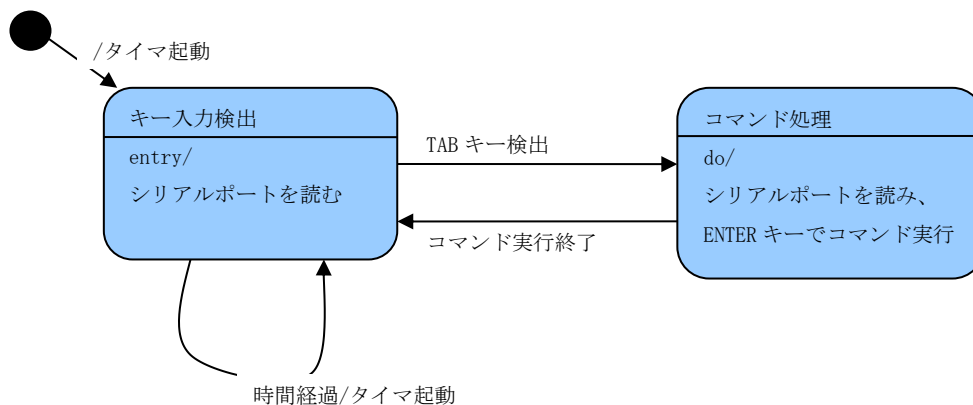 /タイマ起動
キー入力検出
entry/
シリアルポートを読む
TAB キー検出
コマンド実行終了
コマンド処理
do/
シリアルポートを読み、
ENTER キーでコマンド実行
時間経過/タイマ起動